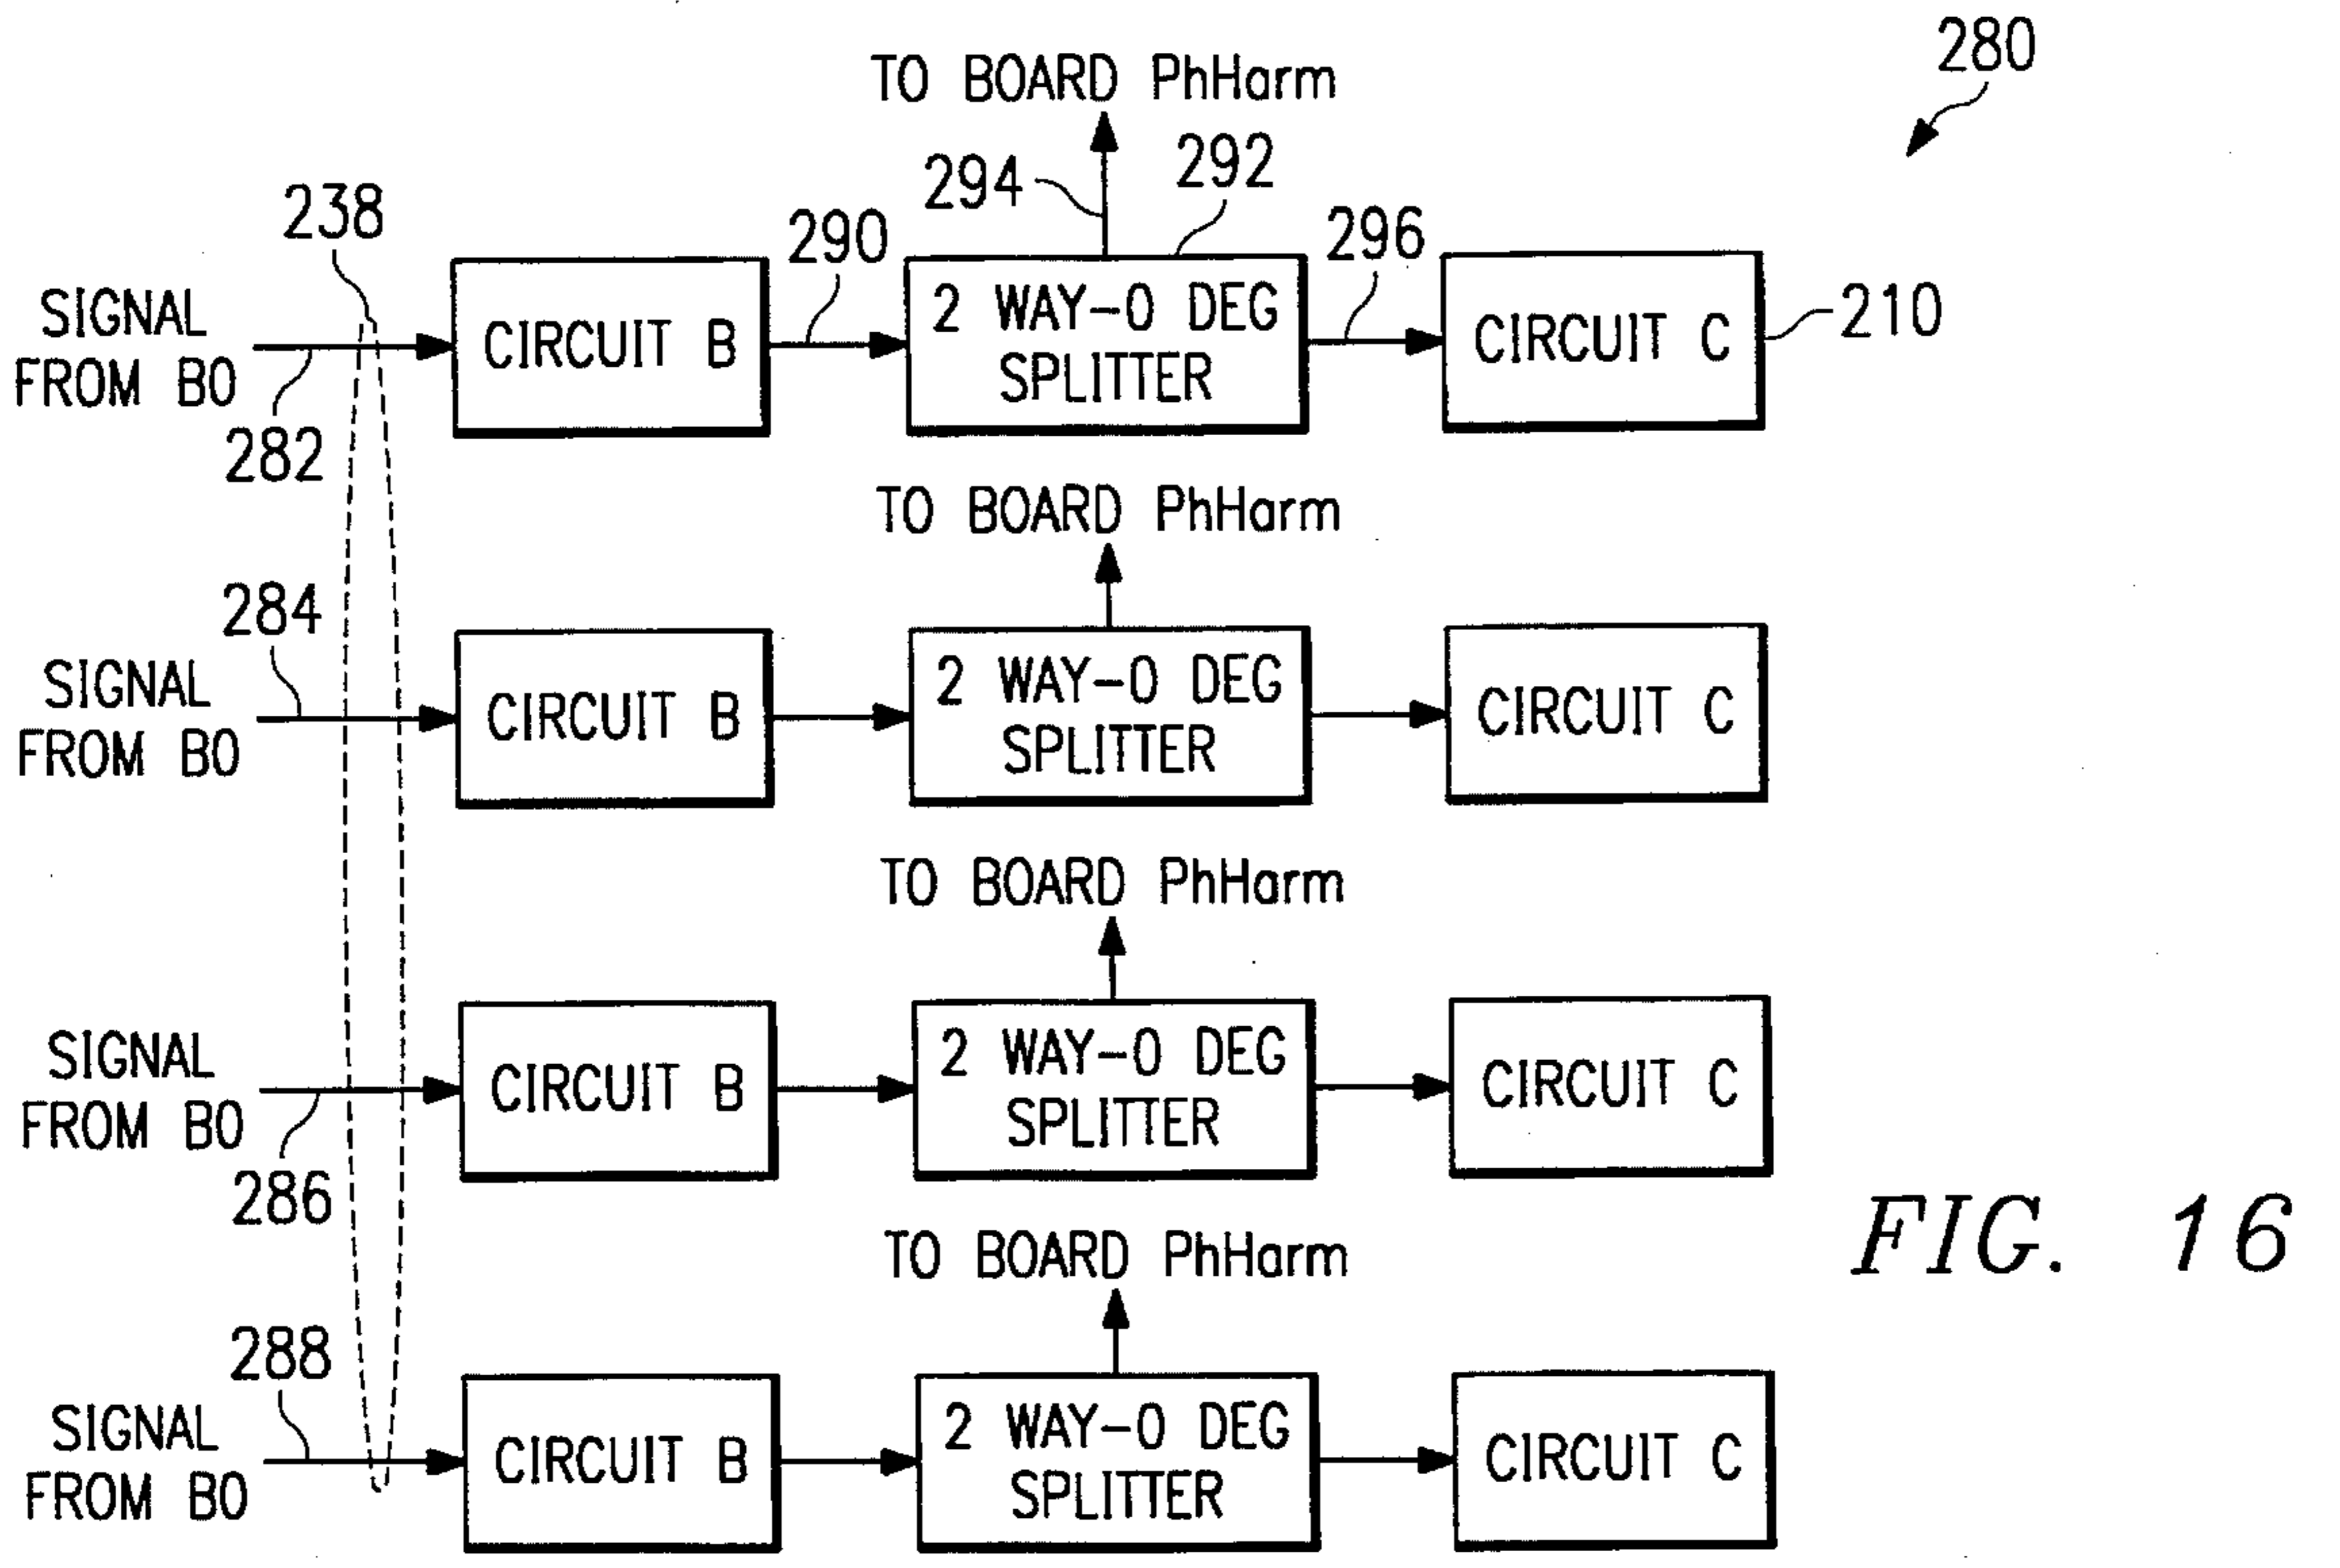 280
TO BOARD PhHarm
294
292
238
290
296
SIGNAL
FROM B0
282
CIRCUIT B
2 WAY-0 DEG
SPLITTER
CIRCUIT C
210
TO BOARD PhHarm
284
SIGNAL
FROM B0
CIRCUIT B
2 WAY-0 DEG
SPLITTER
CIRCUIT C
TO BOARD PhHarm
SIGNAL
FROM B0
286
CIRCUIT B
2 WAY-0 DEG
SPLITTER
CIRCUIT C
FIG. 16
TO BOARD PhHarm
288
SIGNAL
FROM B0
CIRCUIT B
2 WAY-0 DEG
SPLITTER
CIRCUIT C